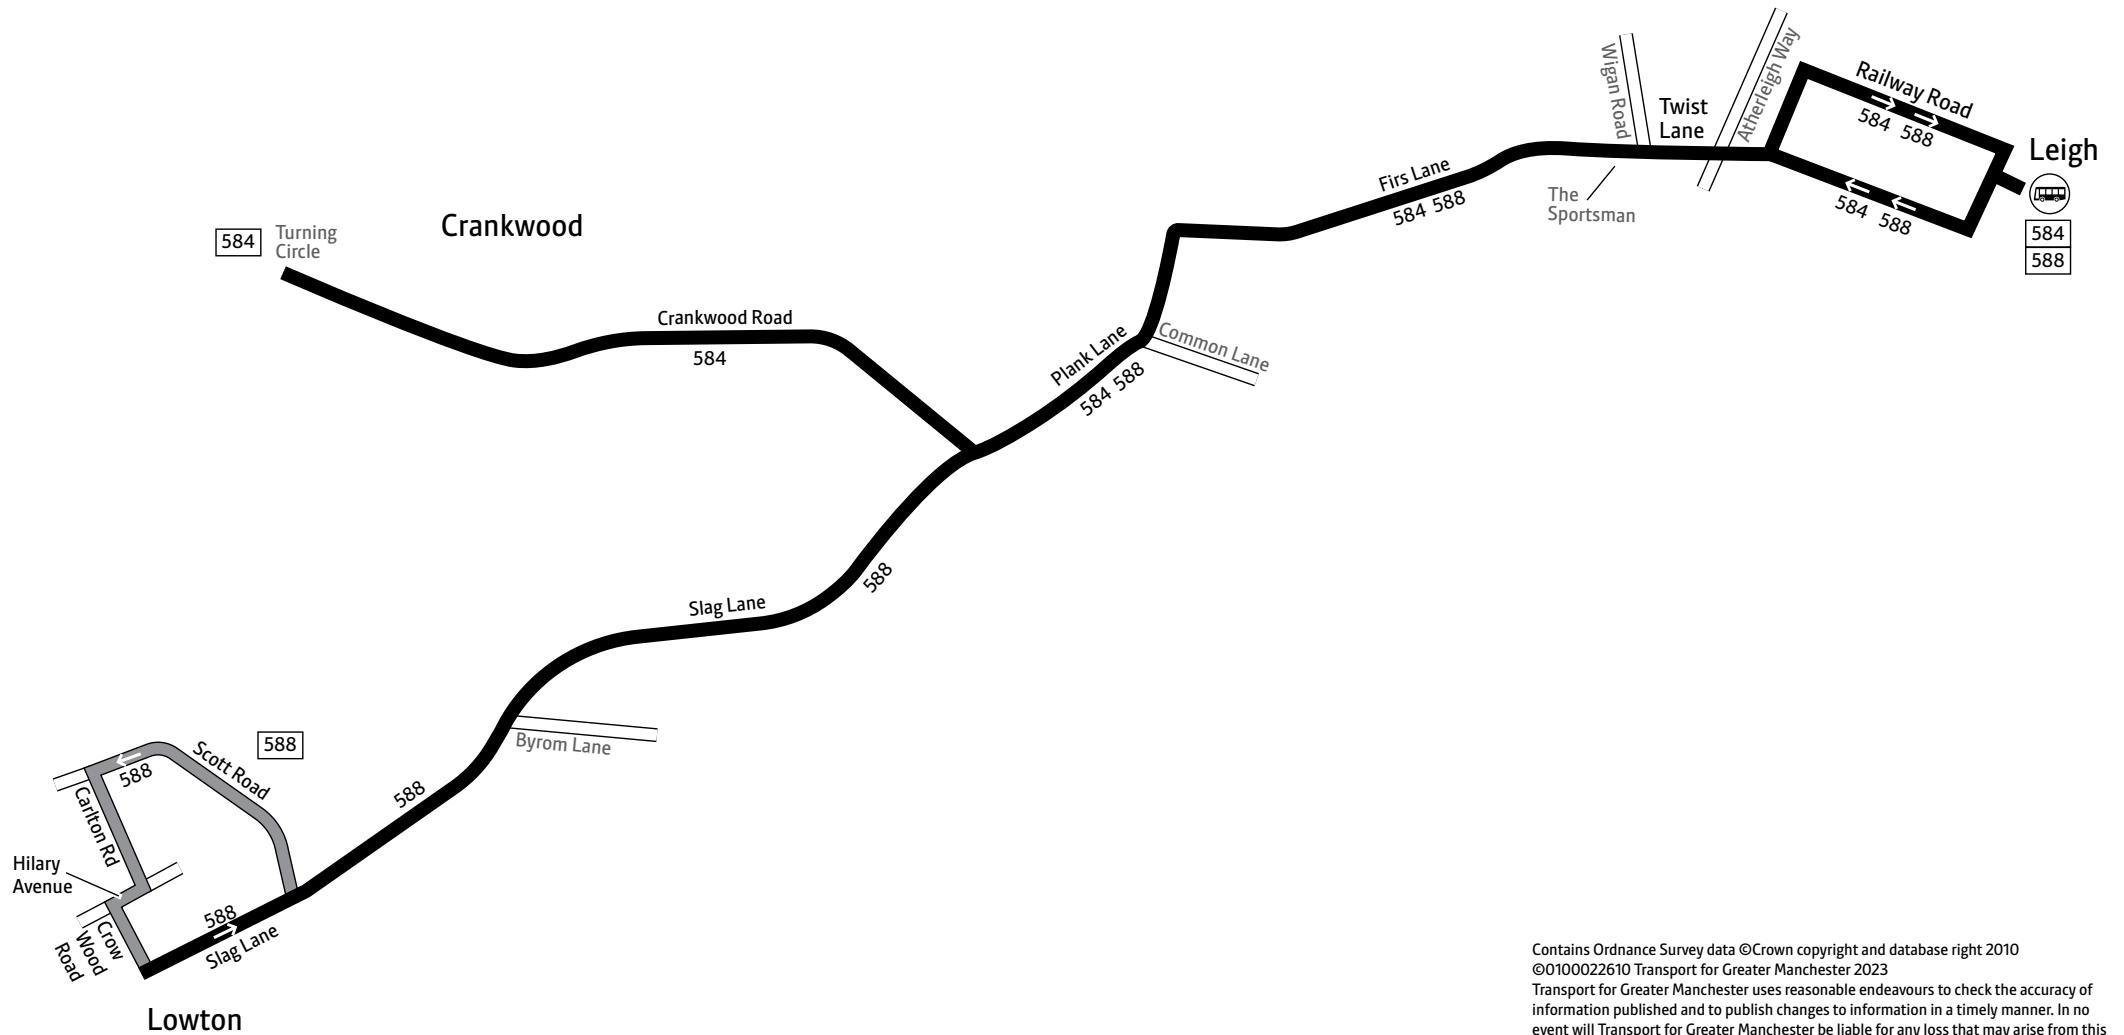 Wigan Road
Twist
Lane
Atherleigh Way
Railway Road
584 588
Leigh
584
588
584 588
The
Sportsman
Firs Lane
584 588
Crankwood
584
Turning
Circle
Crankwood Road
584
Plank Lane
584 588
Common Lane
588
Slag Lane
Byrom Lane
588
588
Scott Road
588
Carlton Rd
Hilary
Avenue
588
Slag Lane
Crow
Wood
Road
Lowton
Contains Ordnance Survey data ©Crown copyright and database right 2010
©0100022610 Transport for Greater Manchester 2023
Transport for Greater Manchester uses reasonable endeavours to check the accuracy of
information published and to publish changes to information in a timely manner. In no
event will Transport for Greater Manchester be liable for any loss that may arise from this